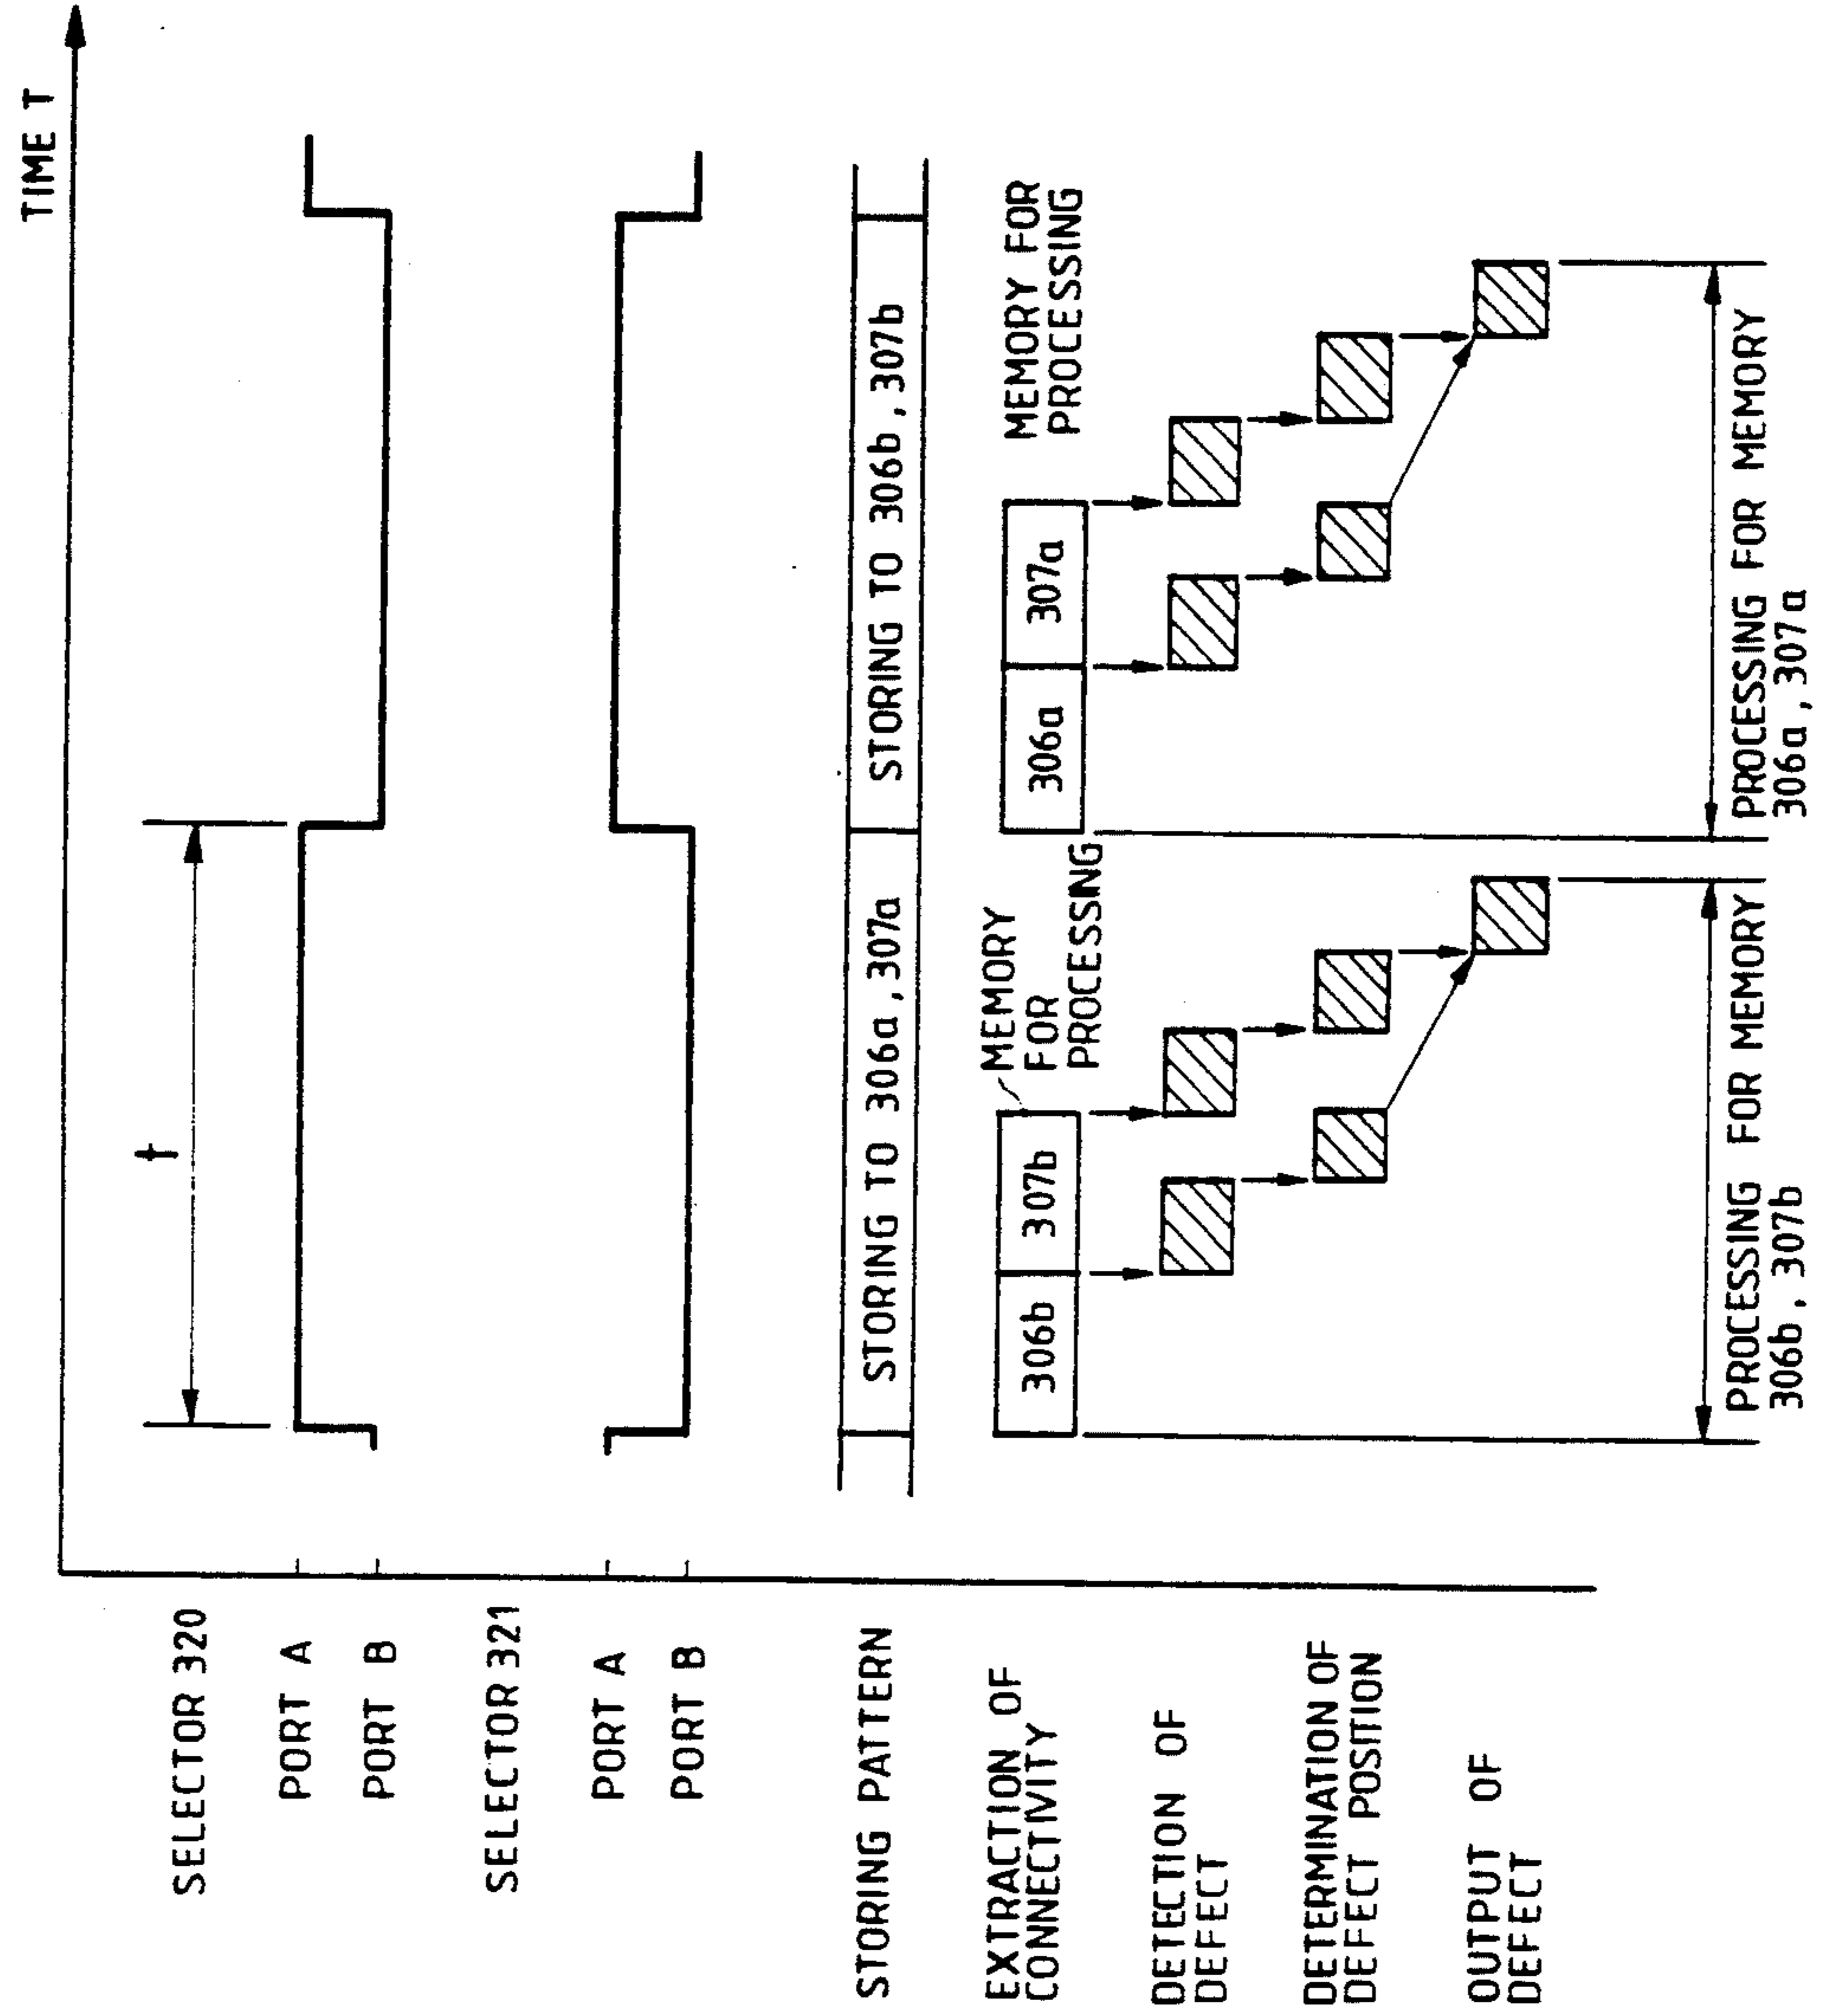 TIME T
t
SELECTOR 320
PORT A
PORT B
SELECTOR 321
PORT A
PORT B
STORING PATTERN
STORING TO 306a, 307a
STORING TO 306b, 307b
EXTRACTION OF
CONNECTIVITY
306b
307b
MEMORY
FOR
PROCESSNG
306a
307a
MEMORY FOR
PROCESSING
DETECTION OF
DEFECT
DETERMINATION OF
DEFECT POSITION
OUTPUT OF
DEFECT
PROCESSING FOR MEMORY
306b, 307b
PROCESSING FOR MEMORY
306a, 307a